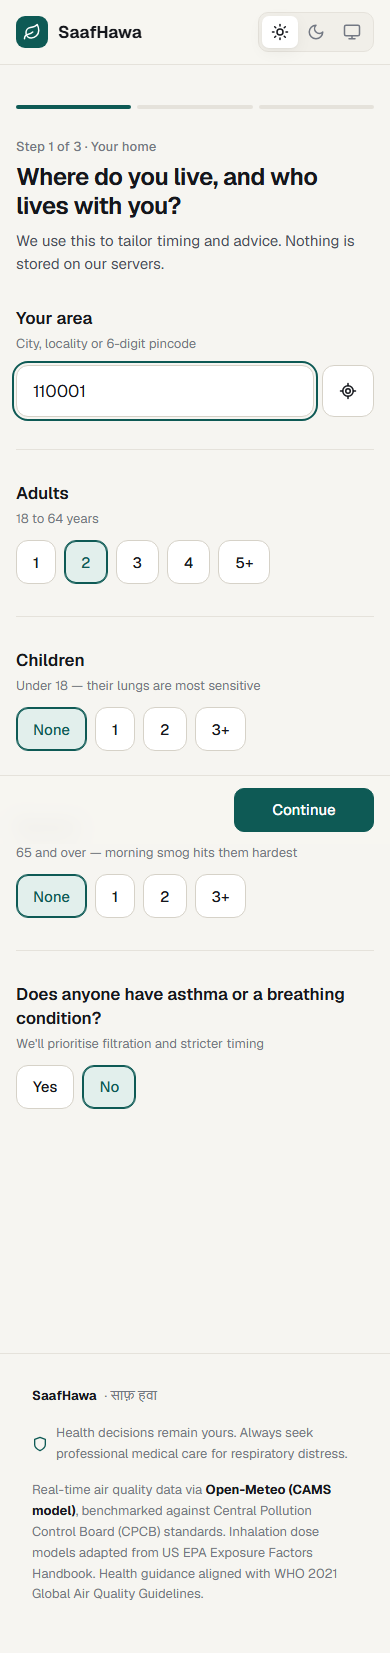 SaafHawa
Step 1 of 3 · Your home
Where do you live, and who
lives with you?
We use this to tailor timing and advice. Nothing is
stored on our servers.
Your area
City, locality or 6-digit pincode
110001
Adults
18 to 64 years
1 2 3 4 5+
Children
Under 18 — their lungs are most sensitive
None 1 2 3+
Continue
65 and over — morning smog hits them hardest
None 1 2 3+
Does anyone have asthma or a breathing
condition?
We'll prioritise filtration and stricter timing
Yes No
SaafHawa · साफ़ हवा
Health decisions remain yours. Always seek
professional medical care for respiratory distress.
Real-time air quality data via Open-Meteo (CAMS
model), benchmarked against Central Pollution
Control Board (CPCB) standards. Inhalation dose
models adapted from US EPA Exposure Factors
Handbook. Health guidance aligned with WHO 2021
Global Air Quality Guidelines.